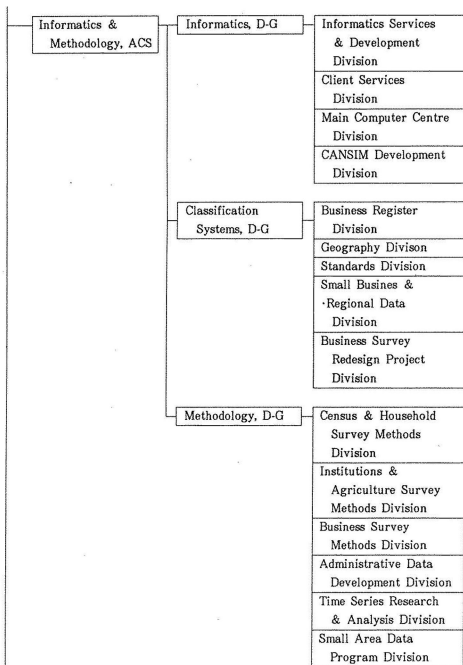 Informatics &
Methodology, ACS
Informatics, D-G
Informatics Services
& Development
Division
Client Services
Division
Main Computer Centre
Division
CANSIM Development
Division
Classification
Systems, D-G
Business Register
Division
Geography Divison
Standards Division
Small Busines &
Regional Data
Division
Business Survey
Redesign Project
Division
Methodology, D-G
Census & Household
Survey Methods
Division
Institutions &
Agriculture Survey
Methods Division
Business Survey
Methods Division
Administrative Data
Development Division
Time Series Research
& Analysis Division
Small Area Data
Program Division